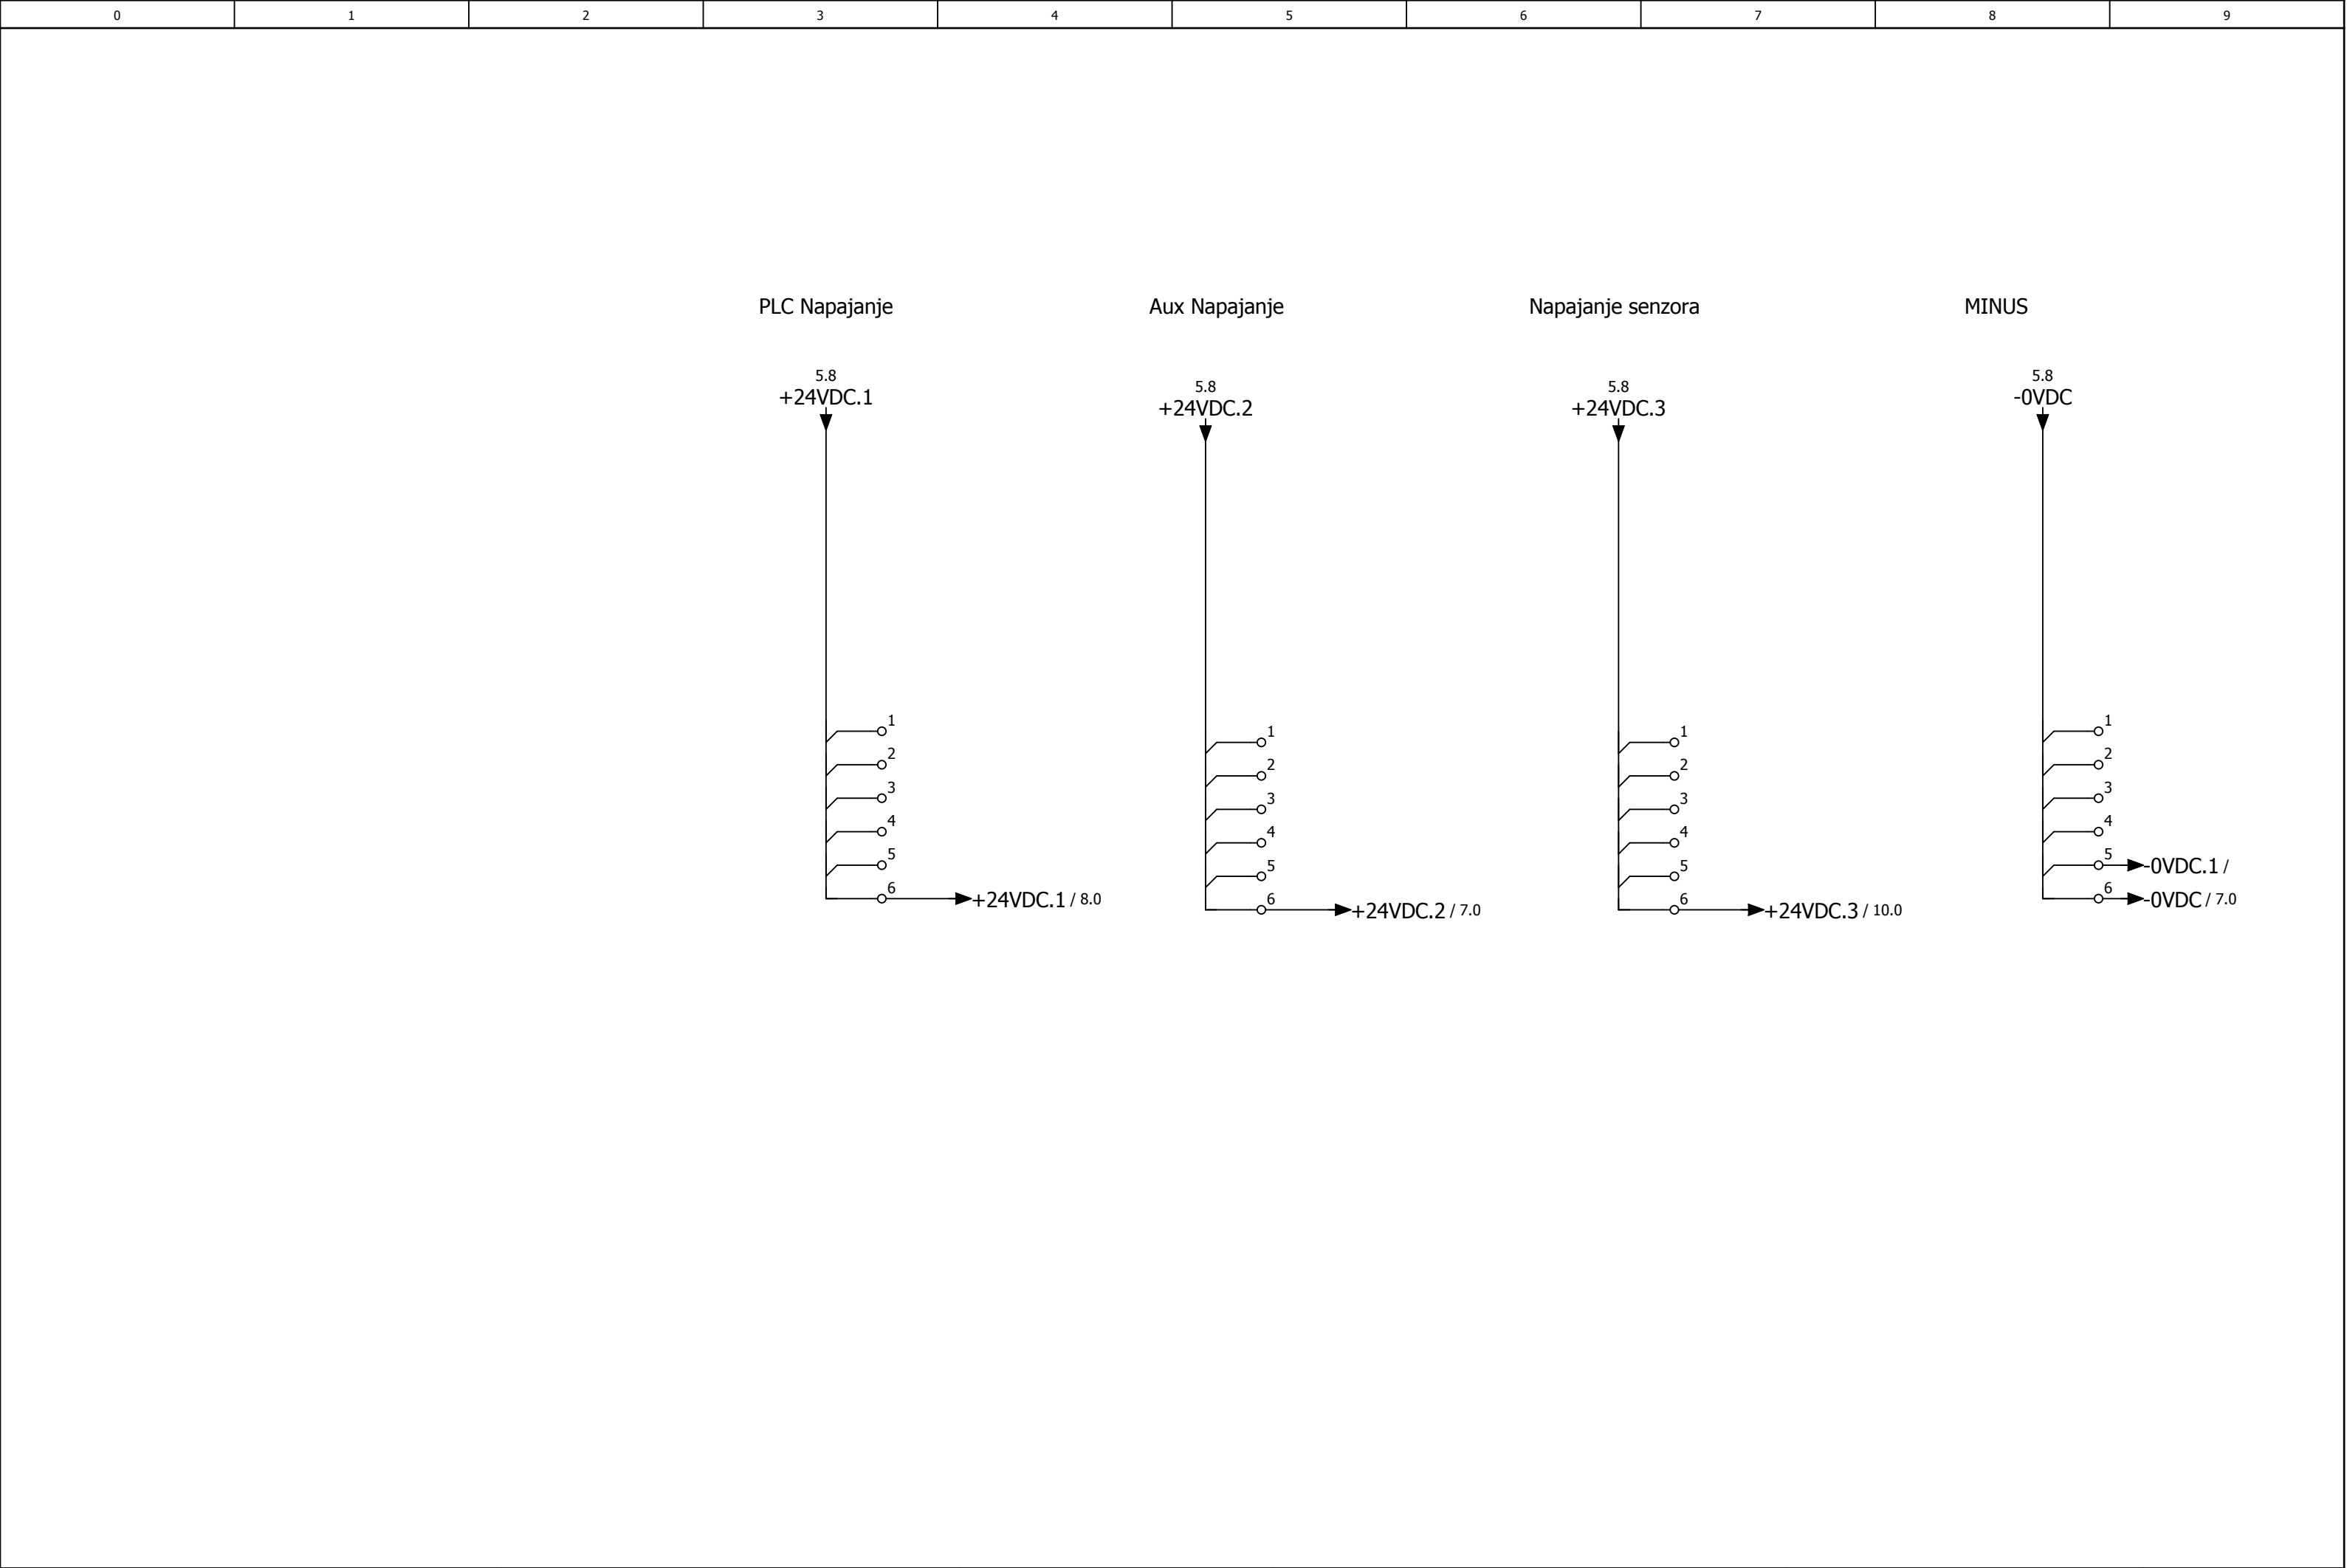 0 1 2 3 4 5 6 7 8 9
PLC Napajanje Aux Napajanje Napajanje senzora MINUS
5.8
+24VDC.1
1
2
3
4
5
6
+24VDC.1 / 8.0
5.8
+24VDC.2
1
2
3
4
5
6
+24VDC.2 / 7.0
5.8
+24VDC.3
1
2
3
4
5
6
+24VDC.3 / 10.0
5.8
-0VDC
1
2
3
4
5
-0VDC.1 /
6
-0VDC / 7.0